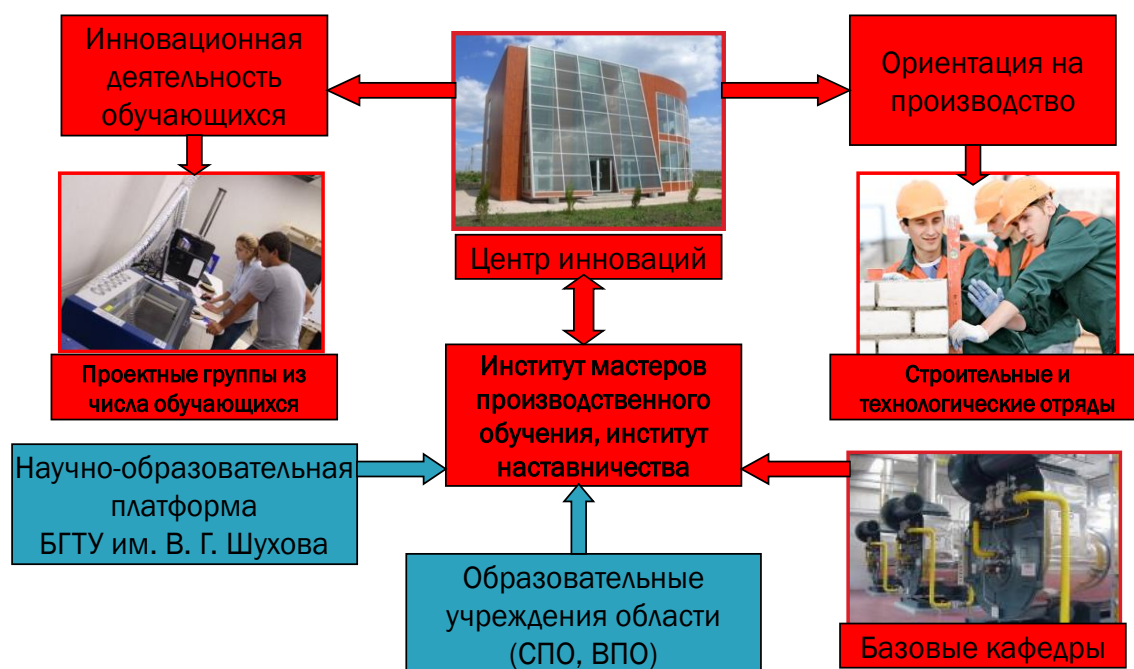 Инновационная
деятельность
обучающихся
Ориентация на
производство
Центр инноваций
Проектные группы из
числа обучающихся
Институт мастеров
производственного
обучения, институт
наставничества
Строительные и
технологические отряды
Научно-образовательная
платформа
БГТУ им. В. Г. Шухова
Образовательные
учреждения области
(СПО, ВПО)
Базовые кафедры